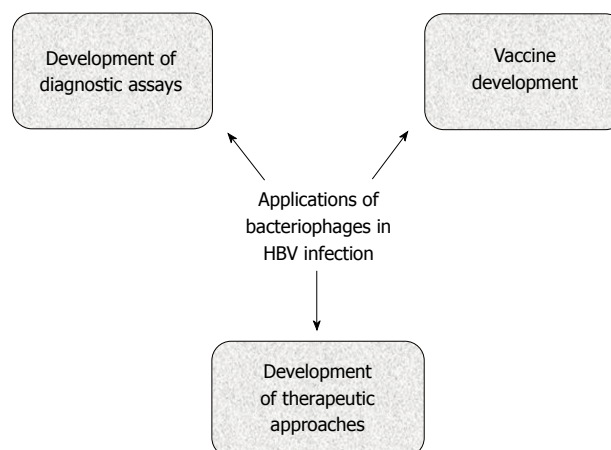 Development of
diagnostic assays
Vaccine
development
Applications of
bacteriophages in
HBV infection
Development
of therapeutic
approaches